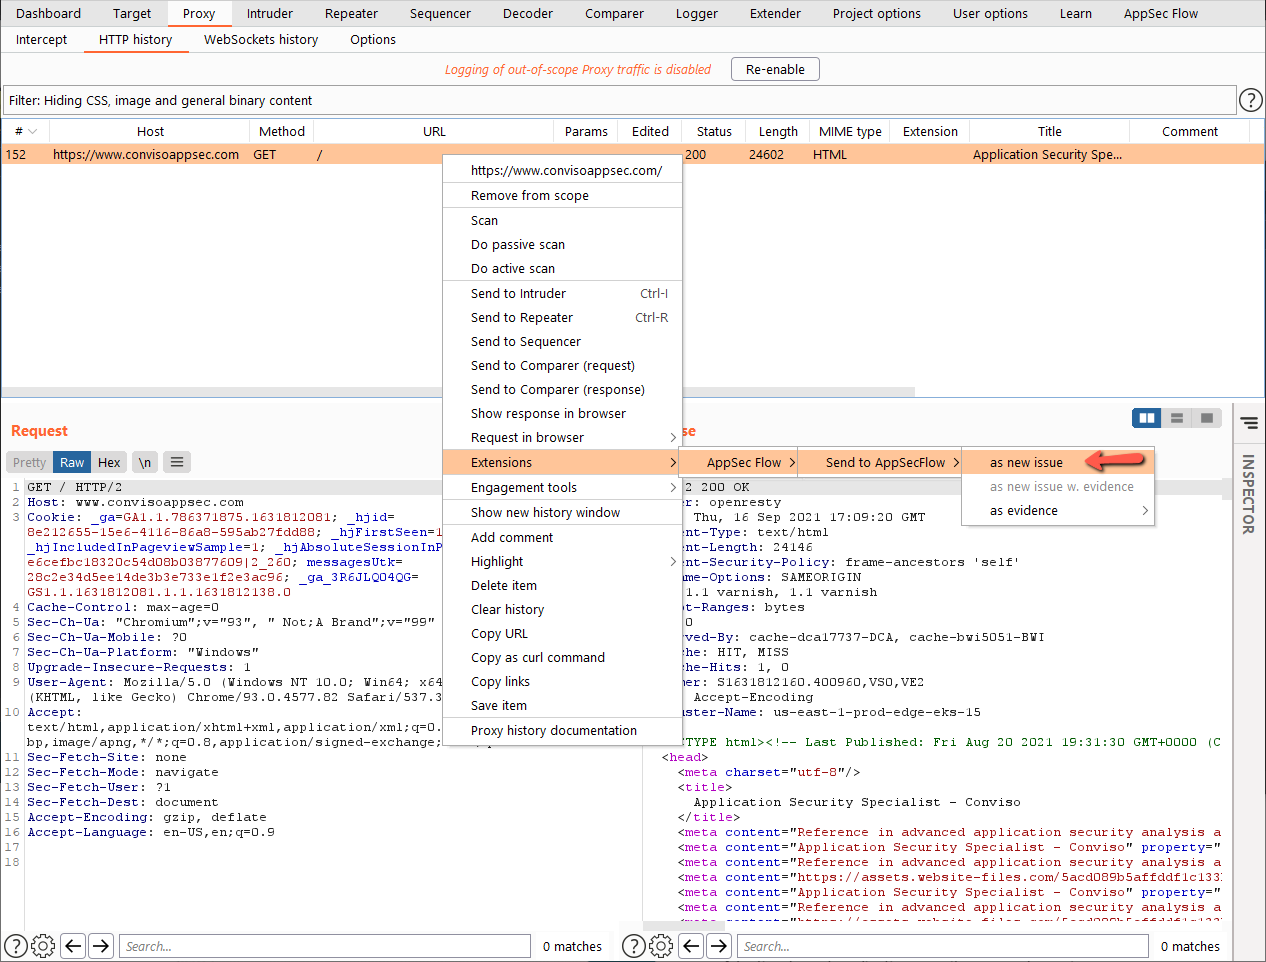 Dashboard Target Proxy Intruder Repeater Sequencer Decoder Comparer Logger Extender Project options User options Learn AppSec Flow
Intercept HTTP history WebSockets history Options
Logging of out-of-scope Proxy traffic is disabled Re-enable
Filter: Hiding CSS, image and general binary content ?
# Host Method URL Params Edited Status Length MIME type Extension Title Comment
152 https://www.convisoappsec.com GET / 200 24602 HTML Application Security Spe...
https://www.convisoappsec.com/
Remove from scope
Scan
Do passive scan
Do active scan
Send to Intruder Ctrl-I
Send to Repeater Ctrl-R
Send to Sequencer
Send to Comparer (request)
Send to Comparer (response)
Show response in browser
Request in browser
Extensions
Engagement tools
Show new history window
Add comment
Highlight
Delete item
Clear history
Copy URL
Copy as curl command
Copy links
Save item
Proxy history documentation
AppSec Flow
Send to AppSecFlow
as new issue
as new issue w. evidence
as evidence
Request
Pretty Raw Hex \n
1 GET / HTTP/2
2 Host: www.convisoappsec.com
3 Cookie: _ga=GA1.1.786371875.1631812081; _hjid=
8e212655-15e6-4116-86a8-595ab27fdd88; _hjFirstSeen=1
_hjIncludedInPageviewSample=1; _hjAbsoluteSessionInP
e6cefbc18320c54d08b03877609|2_260; messagesUtk=
28c2e34d5ee14de3b3e733e1f2e3ac96; _ga_3R6JLQ04QG=
GS1.1.1631812081.1.1.1631812138.0
4 Cache-Control: max-age=0
5 Sec-Ch-Ua: "Chromium";v="93", " Not;A Brand";v="99"
6 Sec-Ch-Ua-Mobile: ?0
7 Sec-Ch-Ua-Platform: "Windows"
8 Upgrade-Insecure-Requests: 1
9 User-Agent: Mozilla/5.0 (Windows NT 10.0; Win64; x64
(KHTML, like Gecko) Chrome/93.0.4577.82 Safari/537.3
10 Accept:
text/html,application/xhtml+xml,application/xml;q=0.
bp,image/apng,*/*;q=0.8,application/signed-exchange;
11 Sec-Fetch-Site: none
12 Sec-Fetch-Mode: navigate
13 Sec-Fetch-User: ?1
14 Sec-Fetch-Dest: document
15 Accept-Encoding: gzip, deflate
16 Accept-Language: en-US,en;q=0.9
17
18
se
2 200 OK
er: openresty
Thu, 16 Sep 2021 17:09:20 GMT
ent-Type: text/html
ent-Length: 24146
ent-Security-Policy: frame-ancestors 'self'
ame-Options: SAMEORIGIN
1.1 varnish, 1.1 varnish
pt-Ranges: bytes
0
rved-By: cache-dca17737-DCA, cache-bwi5051-BWI
che: HIT, MISS
che-Hits: 1, 0
mer: S1631812160.400960,VS0,VE2
Accept-Encoding
uster-Name: us-east-1-prod-edge-eks-15
CTYPE html><!-- Last Published: Fri Aug 20 2021 19:31:30 GMT+0000 (C
<head>
<meta charset="utf-8"/>
<title>
Application Security Specialist - Conviso
</title>
<meta content="Reference in advanced application security analysis a
<meta content="Application Security Specialist - Conviso" property="
<meta content="Reference in advanced application security analysis a
<meta content="https://assets.website-files.com/5acd089b5affddf1c133
<meta content="Application Security Specialist - Conviso" property="
<meta content="Reference in advanced application security analysis a
INSPECTOR
? Search... 0 matches
? Search... 0 matches